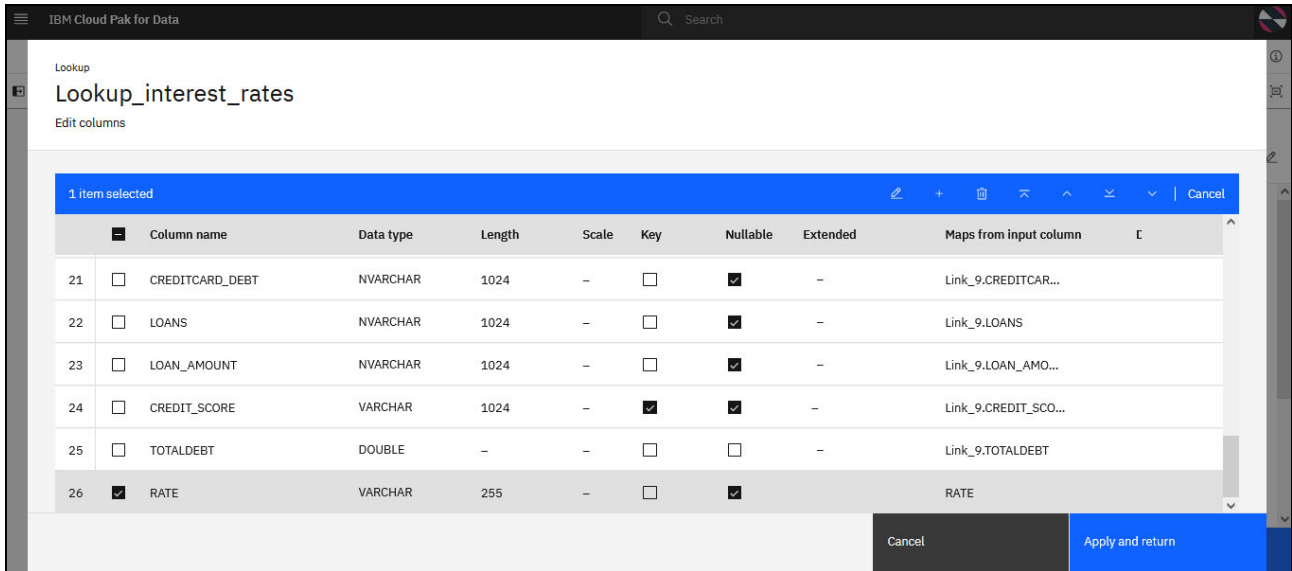 IBM Cloud Pak for Data
Search
Lookup
Lookup_interest_rates
Edit columns
1 item selected
Cancel
Column name Data type Length Scale Key Nullable Extended Maps from input column
21 CREDITCARD_DEBT NVARCHAR 1024 – – Link_9.CREDITCAR...
22 LOANS NVARCHAR 1024 – – Link_9.LOANS
23 LOAN_AMOUNT NVARCHAR 1024 – – Link_9.LOAN_AMO...
24 CREDIT_SCORE VARCHAR 1024 – – Link_9.CREDIT_SCO...
25 TOTALDEBT DOUBLE – – – Link_9.TOTALDEBT
26 RATE VARCHAR 255 – RATE
Cancel
Apply and return